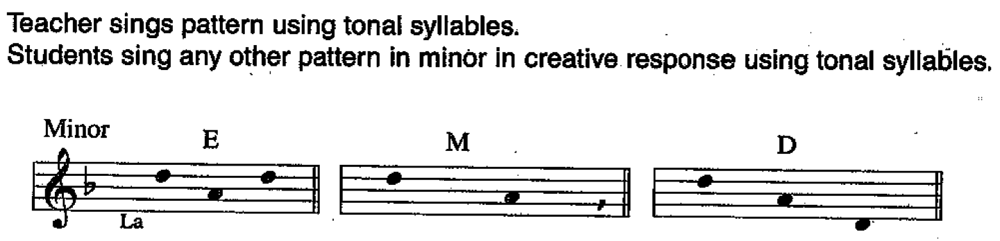 Teacher sings pattern using tonal syllables.
Students sing any other pattern in minor in creative response using tonal syllables.
Minor E M D
La